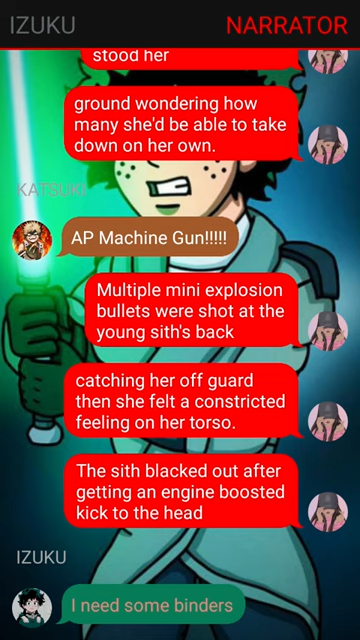 IZUKU NARRATOR
stood her
ground wondering how
many she'd be able to take
down on her own.
KATSUKI
AP Machine Gun!!!!!
Multiple mini explosion
bullets were shot at the
young sith's back
catching her off guard
then she felt a constricted
feeling on her torso.
The sith blacked out after
getting an engine boosted
kick to the head
IZUKU
I need some binders